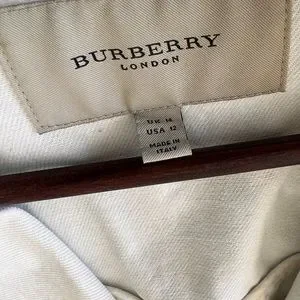 BURBERRY
LONDON
UK 14
USA 12
MADE IN
ITALY